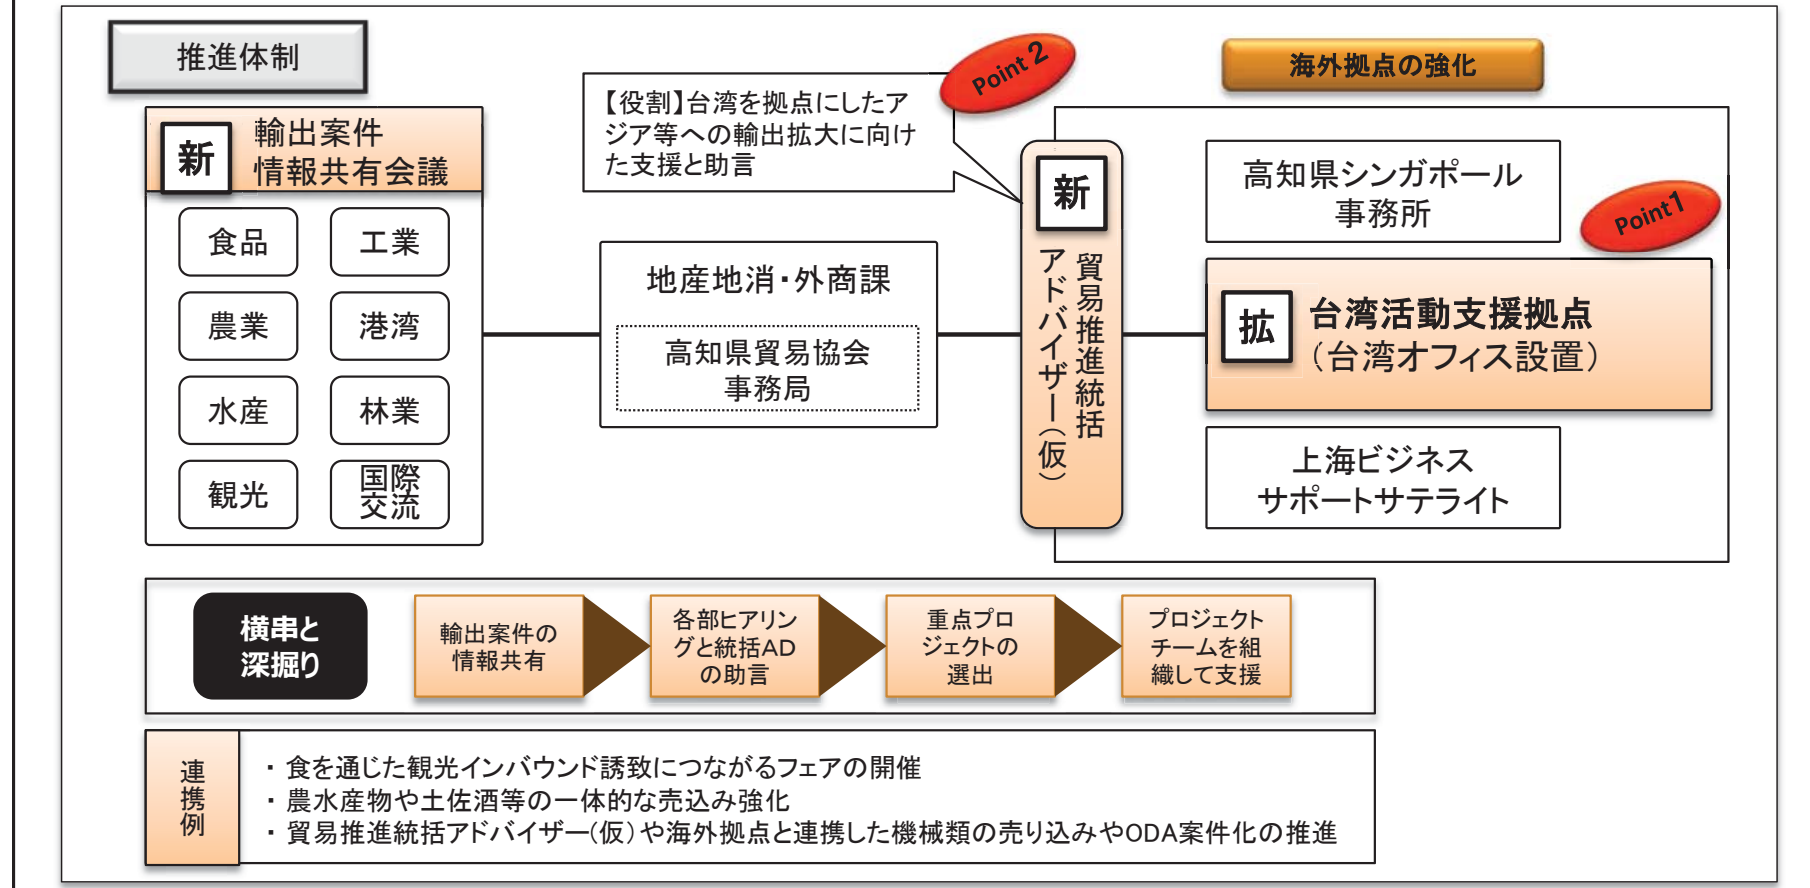 推進体制
新
輸出案件
情報共有会議
食品
工業
農業
港湾
水産
林業
観光
国際
交流
【役割】台湾を拠点にしたア
ジア等への輸出拡大に向け
た支援と助言
Point 2
地産地消・外商課
高知県貿易協会
事務局
新
貿易推進統括
アドバイザー(仮)
海外拠点の強化
高知県シンガポール
事務所
Point1
拡
台湾活動支援拠点
(台湾オフィス設置)
上海ビジネス
サポートサテライト
横串と
深掘り
輸出案件の
情報共有
各部ヒアリン
グと統括AD
の助言
重点プロ
ジェクトの
選出
プロジェクト
チームを組
織して支援
連携例
・ 食を通じた観光インバウンド誘致につながるフェアの開催
・ 農水産物や土佐酒等の一体的な売込み強化
・ 貿易推進統括アドバイザー(仮)や海外拠点と連携した機械類の売り込みやODA案件化の推進